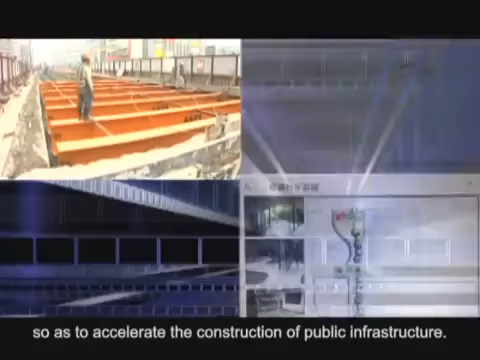 so as to accelerate the construction of public infrastructure.